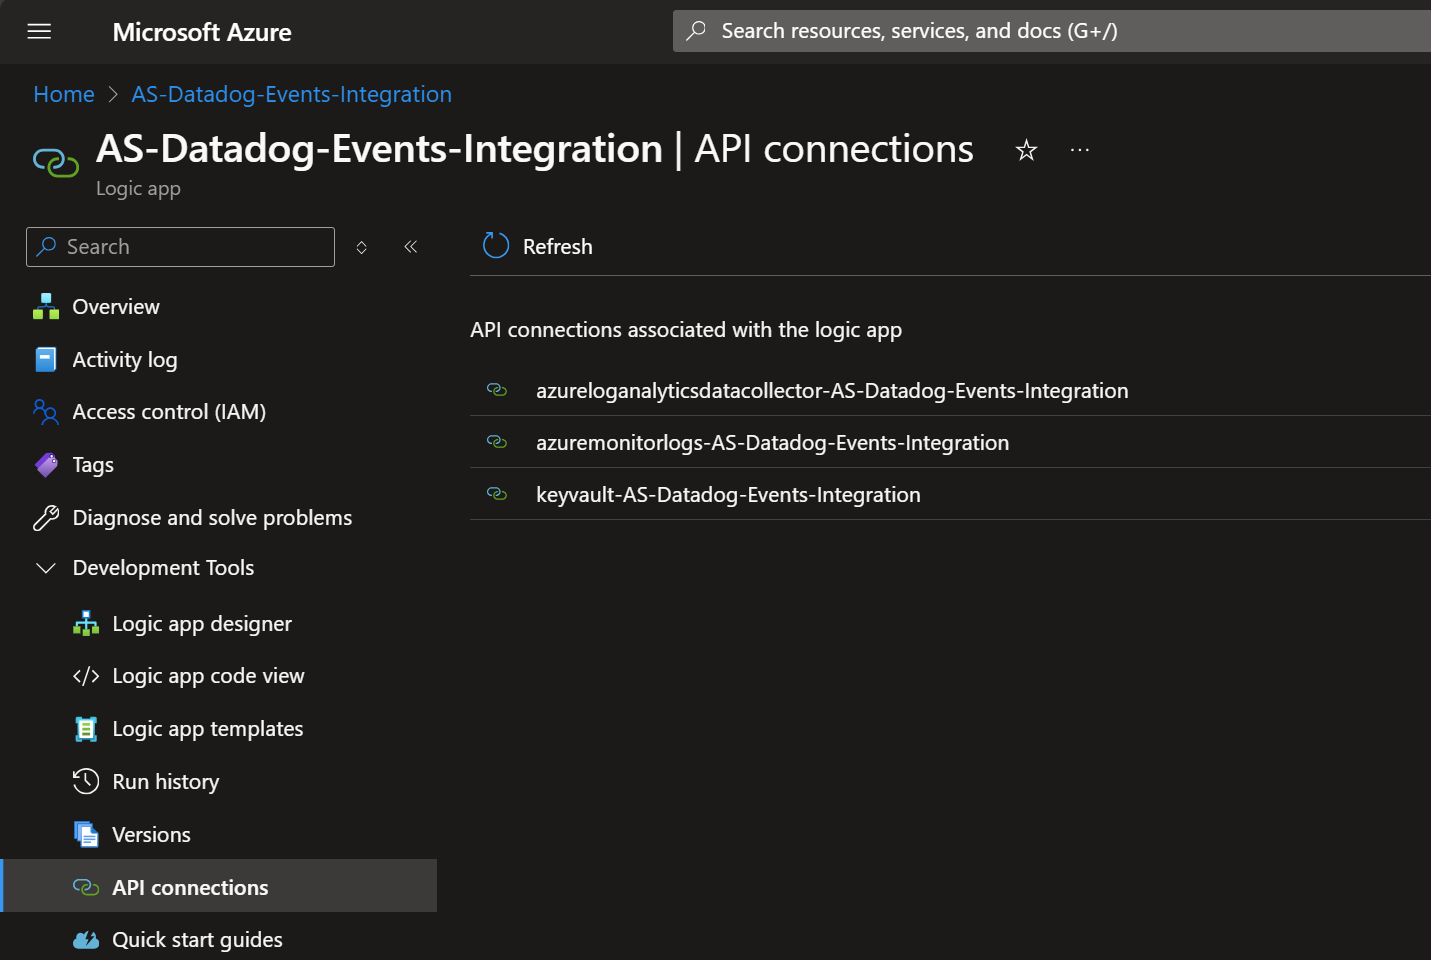 Microsoft Azure
Search resources, services, and docs (G+/)
Home > AS-Datadog-Events-Integration
AS-Datadog-Events-Integration | API connections
Logic app
Search
Refresh
Overview
Activity log
Access control (IAM)
Tags
Diagnose and solve problems
Development Tools
Logic app designer
Logic app code view
Logic app templates
Run history
Versions
API connections
Quick start guides
API connections associated with the logic app
azureloganalyticsdatacollector-AS-Datadog-Events-Integration
azuremonitorlogs-AS-Datadog-Events-Integration
keyvault-AS-Datadog-Events-Integration